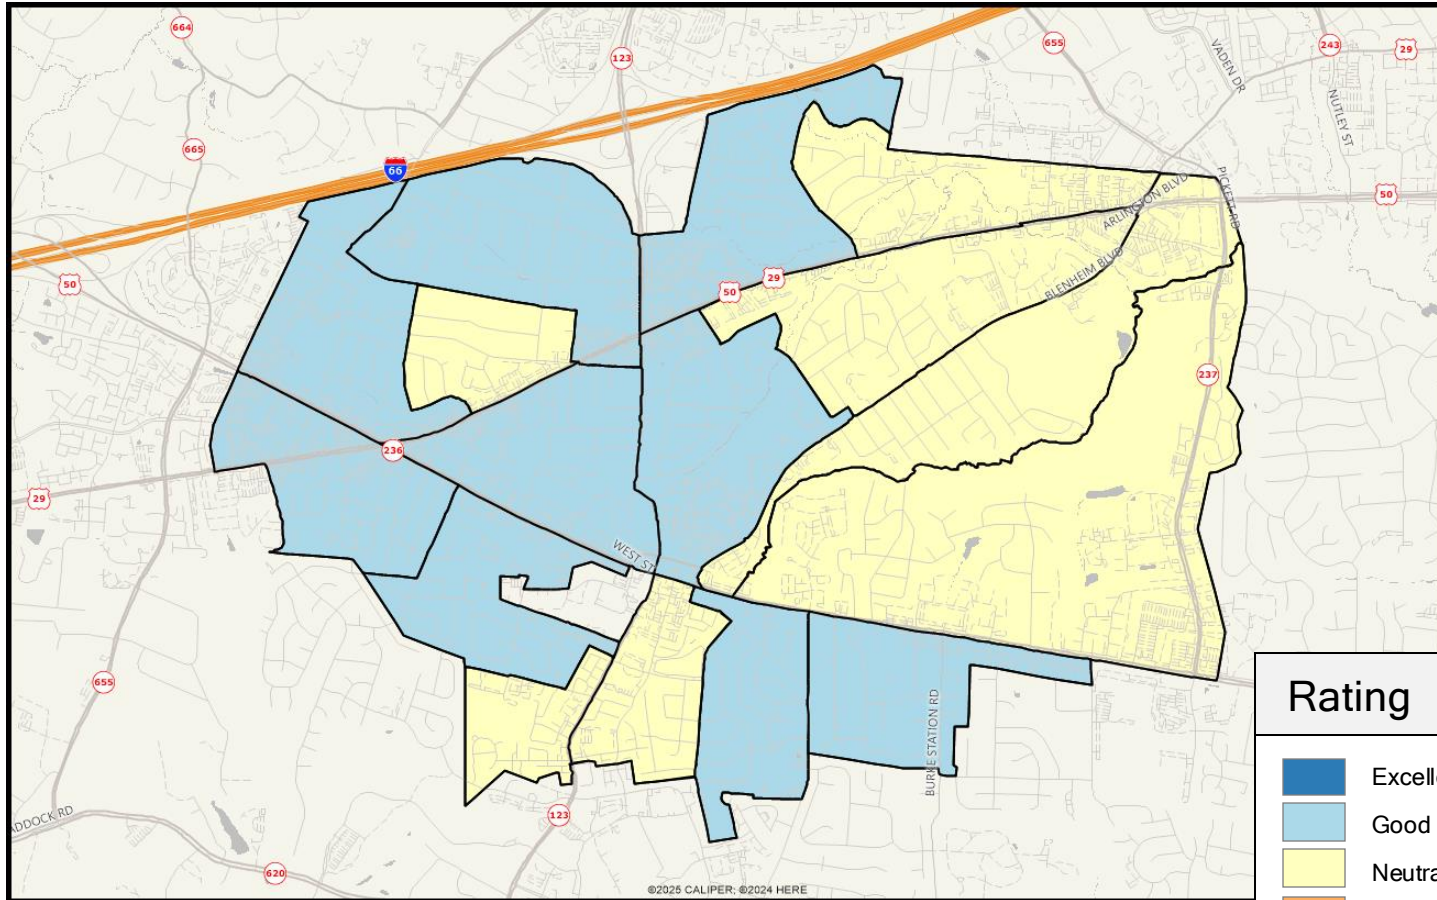 664
123
655
243
29
VADEN DR
NUTLEY ST
665
66
PICKETT RD
50
ARLINGTON BLVD
50
29
50
BLENHEIM BLVD
237
236
29
WEST ST
655
BURKE STATION RD
123
ADDOCK RD
620
©2025 CALIPER; ©2024 HERE
Rating
Excelle
Good
Neutra